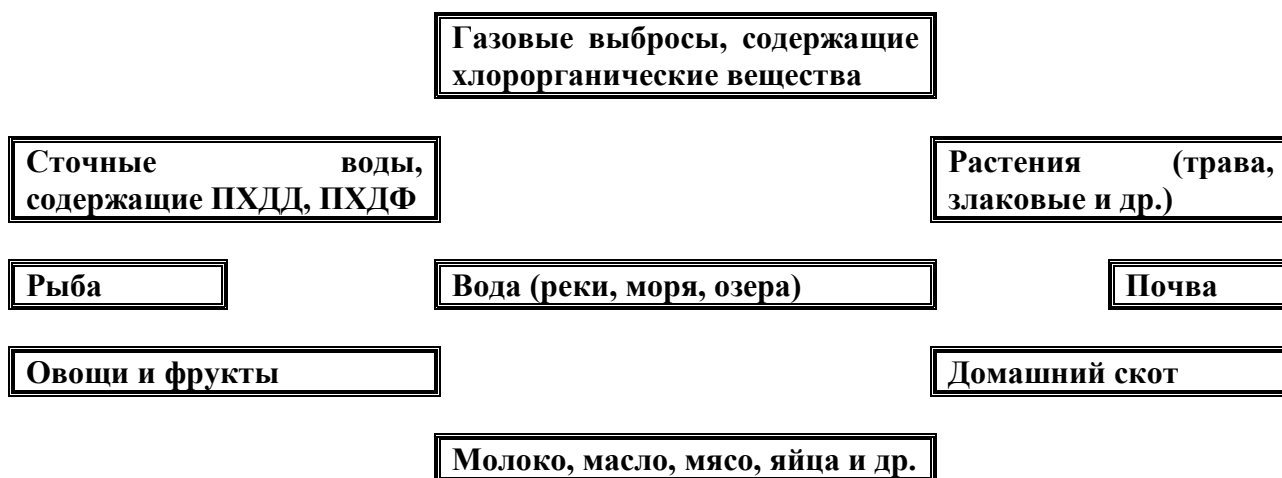 Газовые выбросы, содержащие
хлорорганические вещества
Сточные воды,
содержащие ПХДД, ПХДФ
Растения (трава,
злаковые и др.)
Рыба
Вода (реки, моря, озера)
Почва
Овощи и фрукты
Домашний скот
Молоко, масло, мясо, яйца и др.